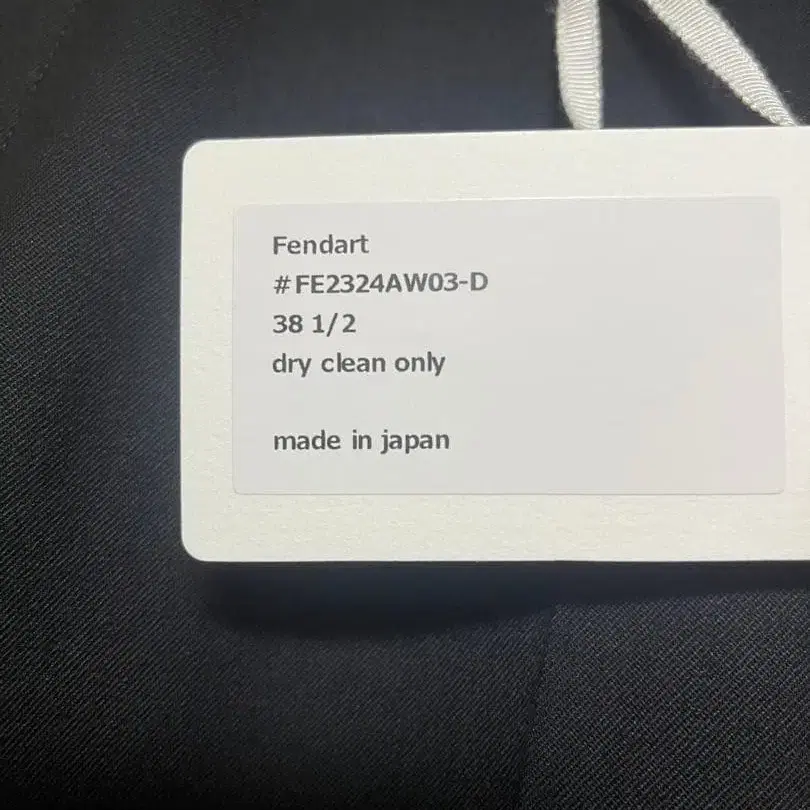 Fendart
#FE2324AW03-D
38 1/2
dry clean only
made in japan